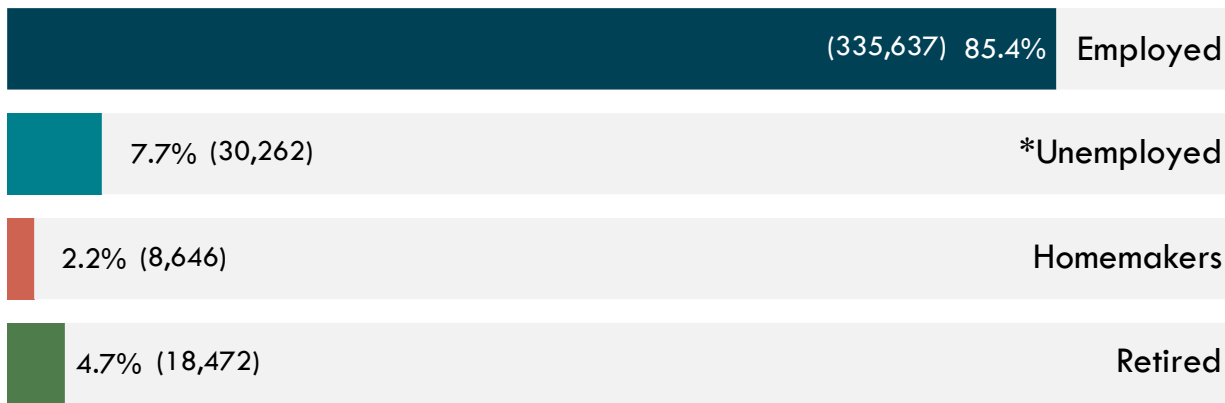 (335,637) 85.4% Employed
7.7% (30,262) *Unemployed
2.2% (8,646) Homemakers
4.7% (18,472) Retired